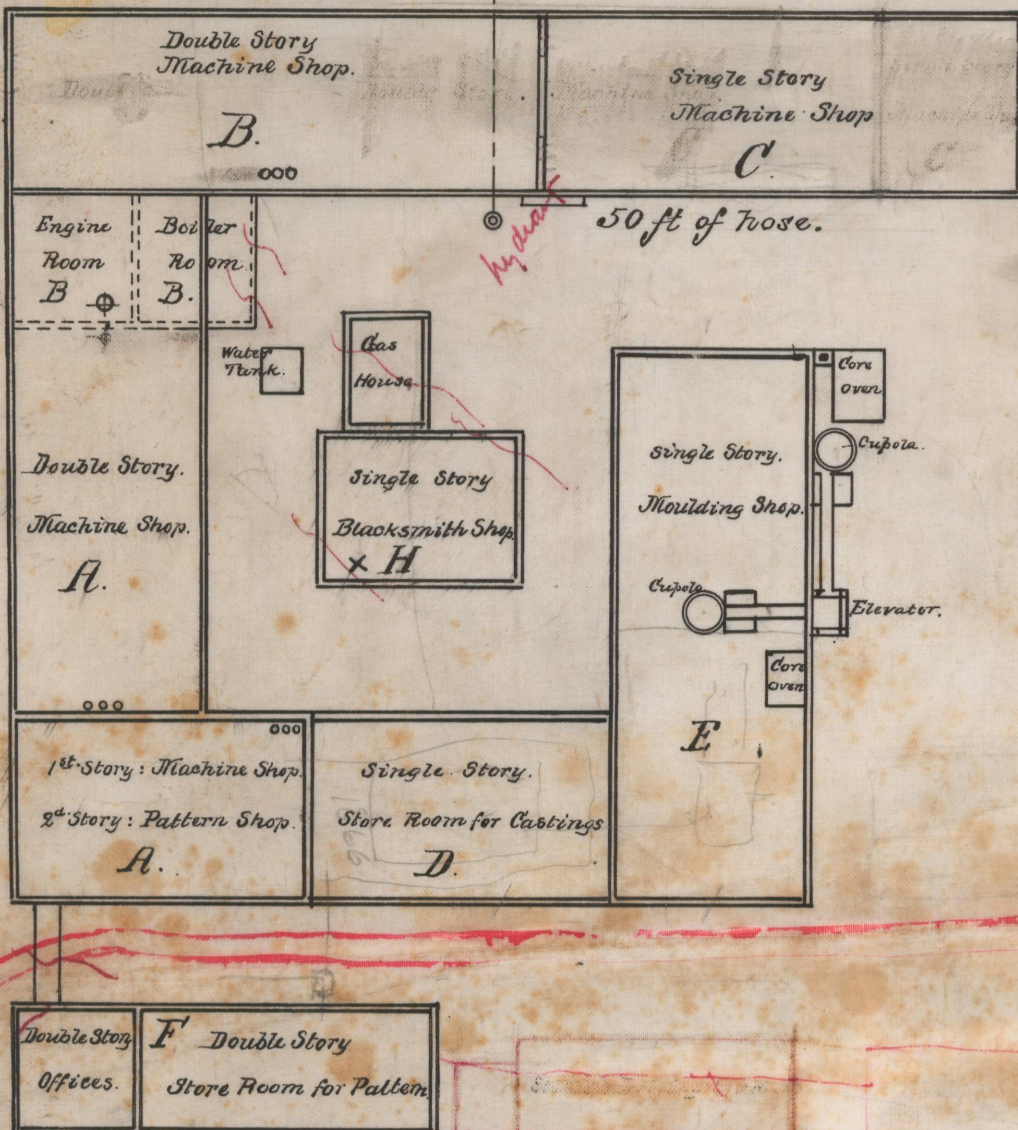 Double Story
Machine Shop.
B.
Single Story
Machine Shop
C.
50 ft of hose.
hydrant
Engine
Room
B
Boiler
Room
B.
Water
Tank.
Gas
House
Single Story
Blacksmith Shop.
x H
Core
Oven
Cupola.
Single Story.
Moulding Shop.
Cupola
Elevator.
Core
Oven
E
Double Story.
Machine Shop.
A.
1st Story: Machine Shop.
2d Story: Pattern Shop.
A.
Single Story.
Store Room for Castings
D.
Double Story
Offices.
F Double Story
Store Room for Pattern